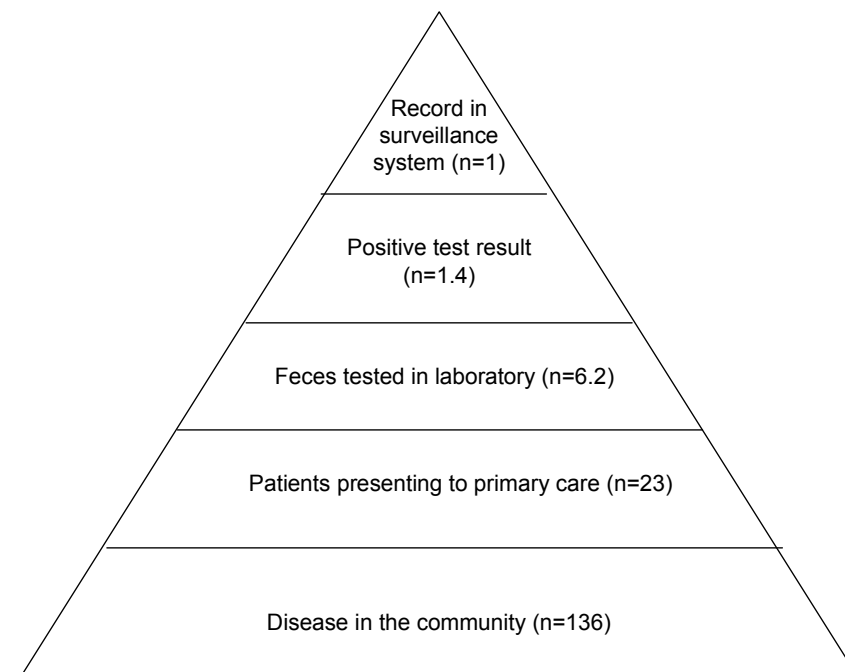 Record in
surveillance
system (n=1)
Positive test result
(n=1.4)
Feces tested in laboratory (n=6.2)
Patients presenting to primary care (n=23)
Disease in the community (n=136)